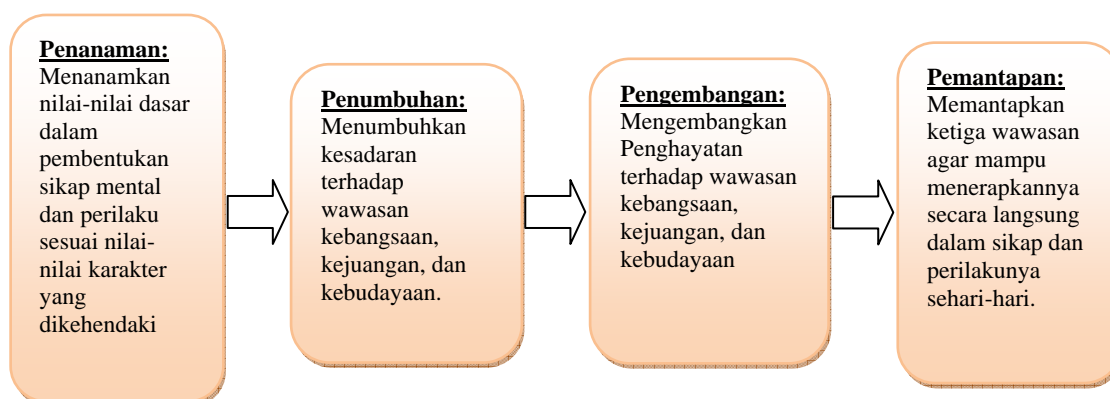 Penanaman:
Menanamkan
nilai-nilai dasar
dalam
pembentukan
sikap mental
dan perilaku
sesuai nilai-
nilai karakter
yang
dikehendaki
Penumbuhan:
Menumbuhkan
kesadaran
terhadap
wawasan
kebangsaan,
kejuangan, dan
kebudayaan.
Pengembangan:
Mengembangkan
Penghayatan
terhadap wawasan
kebangsaan,
kejuangan, dan
kebudayaan
Pemantapan:
Memantapkan
ketiga wawasan
agar mampu
menerapkannya
secara langsung
dalam sikap dan
perilakunya
sehari-hari.